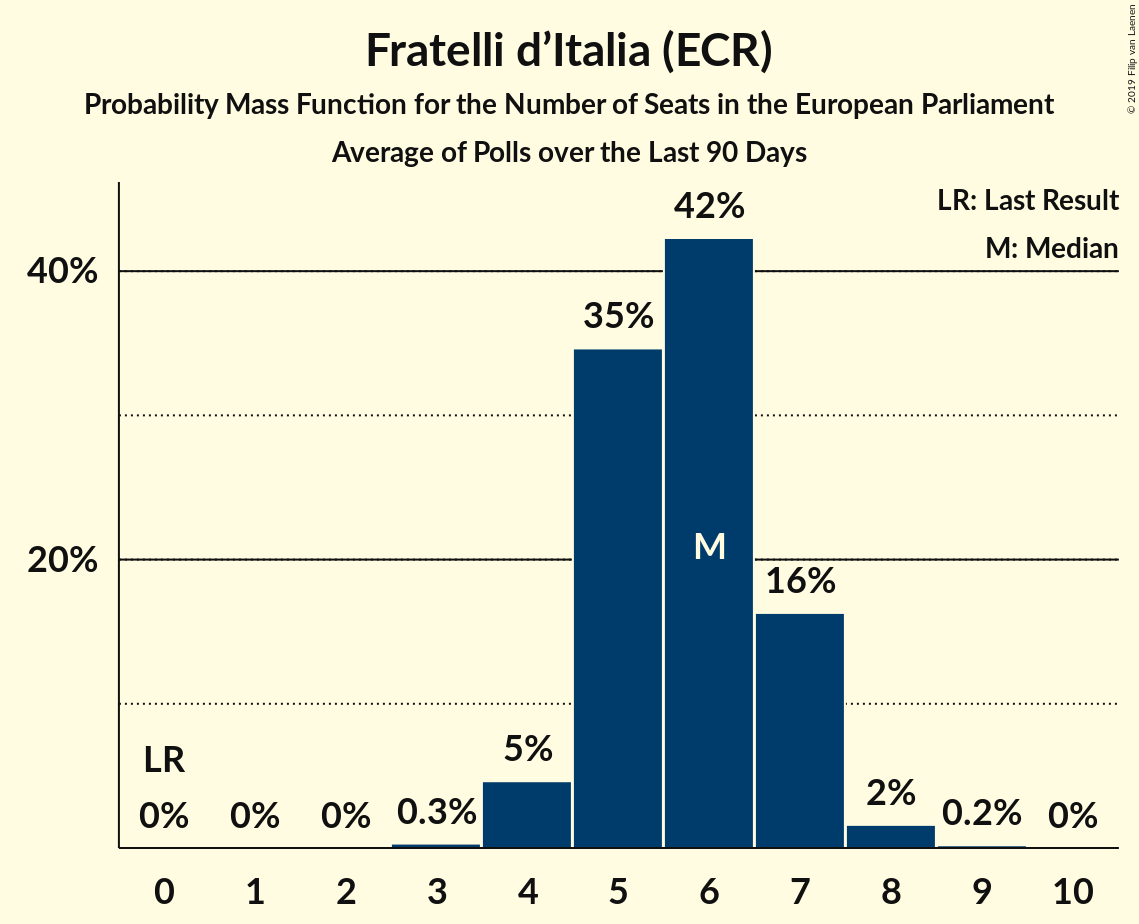 Fratelli d’Italia (ECR)
Probability Mass Function for the Number of Seats in the European Parliament
Average of Polls over the Last 90 Days
© 2019 Filip van Laenen
LR: Last Result
M: Median
42%
40%
35%
M
20%
16%
LR
5%
2%
0% 0% 0% 0.3% 0.2% 0%
0 1 2 3 4 5 6 7 8 9 10